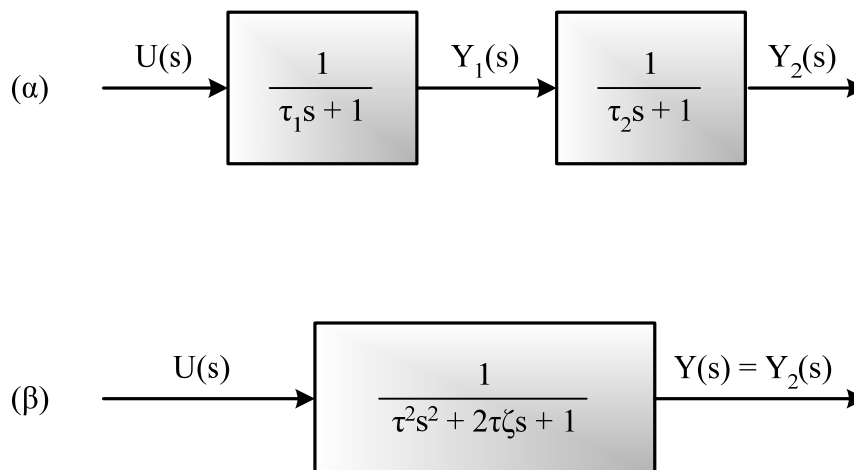 (α) U(s) 1 Y₁(s) 1 Y₂(s)
τ₁s + 1 τ₂s + 1
(β) U(s) 1 Y(s) = Y₂(s)
τ²s² + 2τζs + 1